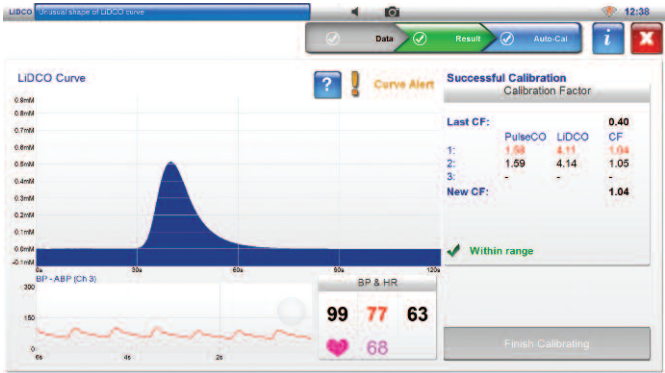 LiDCO Unusual shape of LiDCO curve 12:38
Data Result Auto-Cal i X
LiDCO Curve ? ! Curve Alert
0.9mM
0.8mM
0.7mM
0.6mM
0.5mM
0.4mM
0.3mM
0.2mM
0.1mM
0.0mM
-0.1mM
0s 30s 60s 90s 120s
Successful Calibration
Calibration Factor
Last CF: 0.40
PulseCO LiDCO CF
1: 1.58 4.11 1.04
2: 1.59 4.14 1.05
3: - - -
New CF: 1.04
Within range
BP - ABP (Ch 3)
300
150
0
6s 4s 2s
BP & HR
99 77 63
68
Finish Calibrating